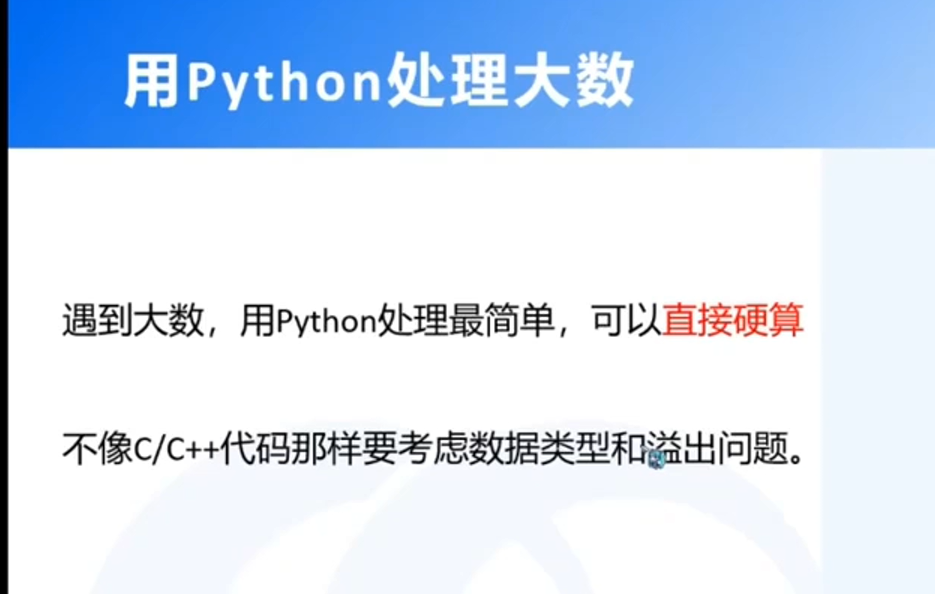 用Python处理大数
遇到大数，用Python处理最简单，可以直接硬算
不像C/C++代码那样要考虑数据类型和溢出问题。